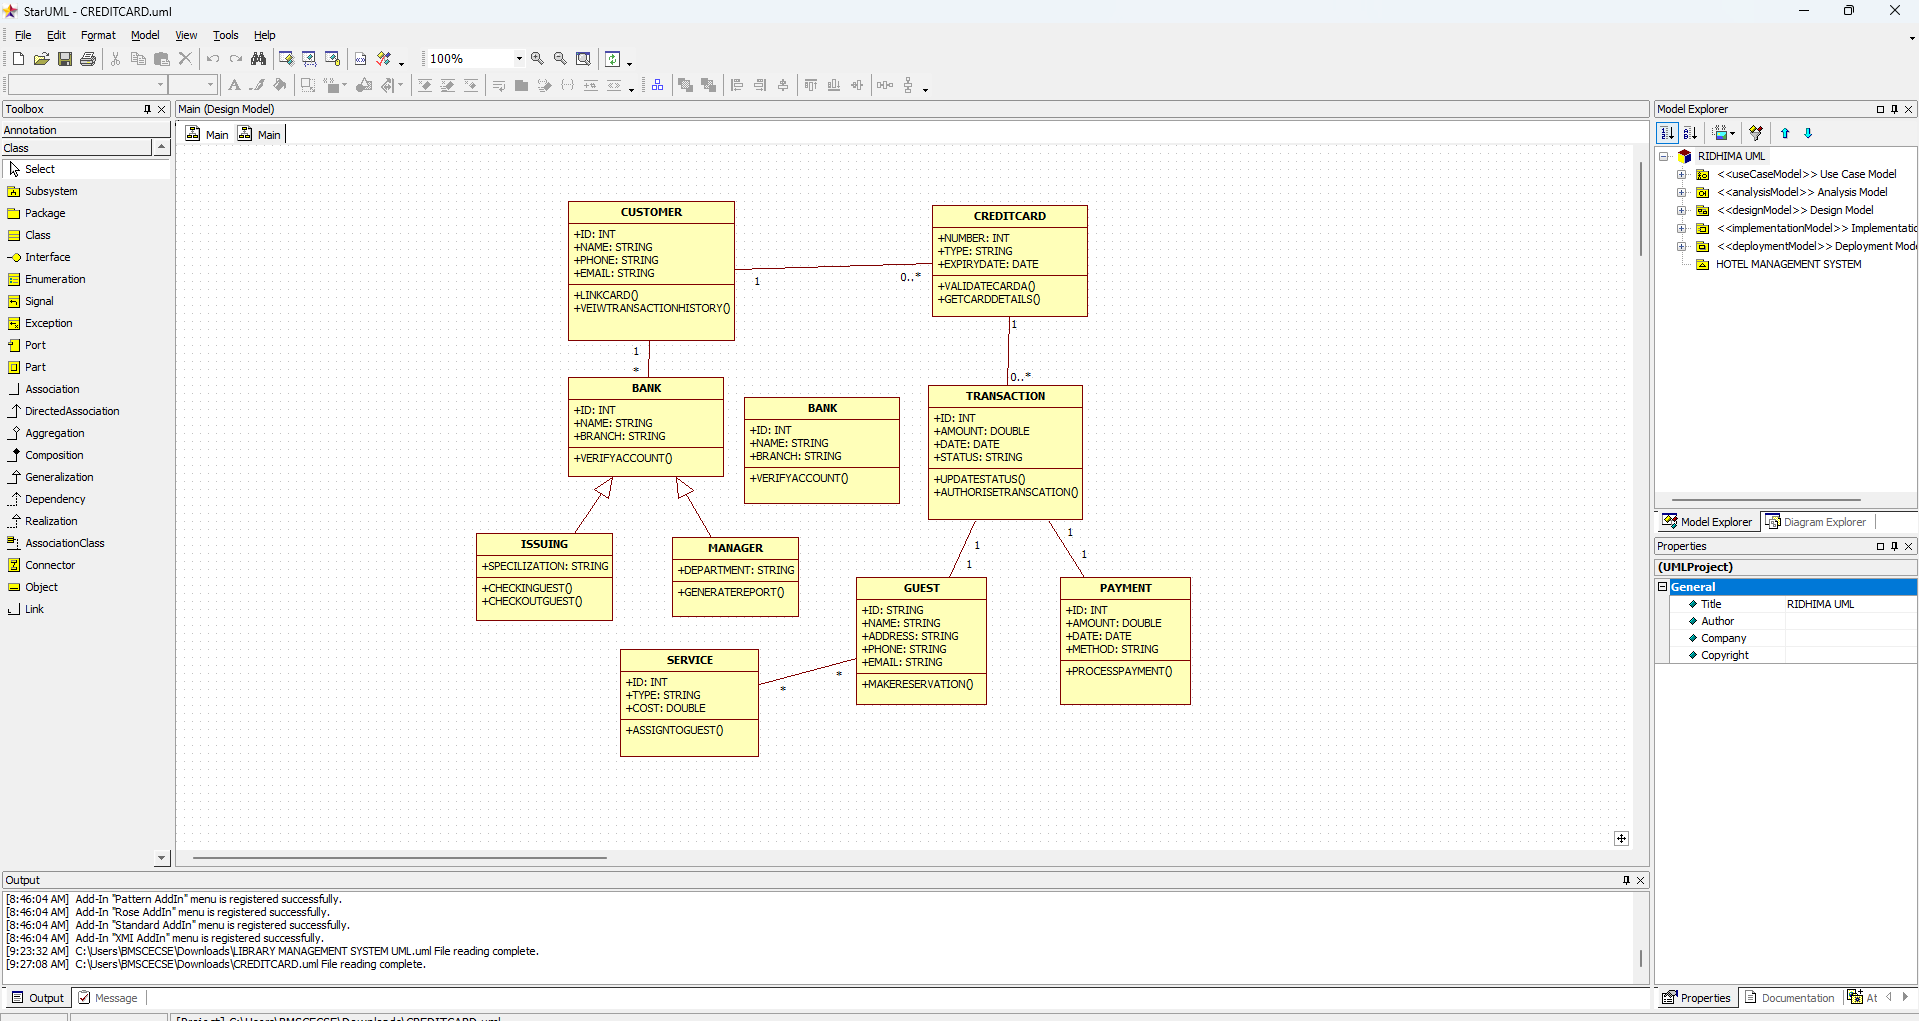 StarUML - CREDITCARD.uml
File Edit Format Model View Tools Help
100%
Toolbox
Annotation
Class
Select
Subsystem
Package
Class
Interface
Enumeration
Signal
Exception
Port
Part
Association
DirectedAssociation
Aggregation
Composition
Generalization
Dependency
Realization
AssociationClass
Connector
Object
Link
Main (Design Model)
Main Main
CUSTOMER
+ID: INT
+NAME: STRING
+PHONE: STRING
+EMAIL: STRING
+LINKCARD()
+VEIWTRANSACTIONHISTORY()
1
0..*
CREDITCARD
+NUMBER: INT
+TYPE: STRING
+EXPIRYDATE: DATE
+VALIDATECARDA()
+GETCARDDETAILS()
1
*
1
0..*
BANK
+ID: INT
+NAME: STRING
+BRANCH: STRING
+VERIFYACCOUNT()
BANK
+ID: INT
+NAME: STRING
+BRANCH: STRING
+VERIFYACCOUNT()
TRANSACTION
+ID: INT
+AMOUNT: DOUBLE
+DATE: DATE
+STATUS: STRING
+UPDATESTATUS()
+AUTHORISETRANSCATION()
ISSUING
+SPECILIZATION: STRING
+CHECKINGUEST()
+CHECKOUTGUEST()
MANAGER
+DEPARTMENT: STRING
+GENERATEREPORT()
1
1
1
1
GUEST
+ID: STRING
+NAME: STRING
+ADDRESS: STRING
+PHONE: STRING
+EMAIL: STRING
+MAKERESERVATION()
PAYMENT
+ID: INT
+AMOUNT: DOUBLE
+DATE: DATE
+METHOD: STRING
+PROCESSPAYMENT()
SERVICE
+ID: INT
+TYPE: STRING
+COST: DOUBLE
+ASSIGNTOGUEST()
*
*
Model Explorer
RIDHIMA UML
<<useCaseModel>> Use Case Model
<<analysisModel>> Analysis Model
<<designModel>> Design Model
<<implementationModel>> Implementatic
<<deploymentModel>> Deployment Mode
HOTEL MANAGEMENT SYSTEM
Model Explorer Diagram Explorer
Properties
(UMLProject)
General
Title RIDHIMA UML
Author
Company
Copyright
Properties Documentation At
Output
[8:46:04 AM] Add-In "Pattern AddIn" menu is registered successfully.
[8:46:04 AM] Add-In "Rose AddIn" menu is registered successfully.
[8:46:04 AM] Add-In "Standard AddIn" menu is registered successfully.
[8:46:04 AM] Add-In "XMI AddIn" menu is registered successfully.
[9:23:32 AM] C:\Users\BMSCECSE\Downloads\LIBRARY MANAGEMENT SYSTEM UML.uml File reading complete.
[9:27:08 AM] C:\Users\BMSCECSE\Downloads\CREDITCARD.uml File reading complete.
Output Message
[Project] C:\Users\BMSCECSE\Downloads\CREDITCARD.uml